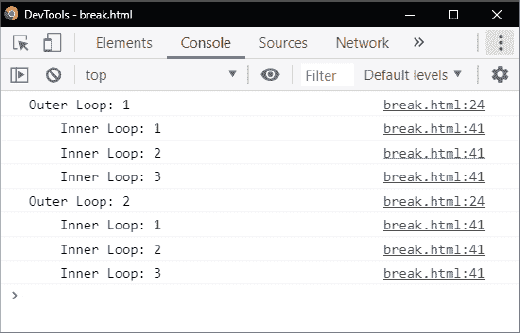 DevTools - break.html
Elements Console Sources Network »
top Filter Default levels
Outer Loop: 1 break.html:24
Inner Loop: 1 break.html:41
Inner Loop: 2 break.html:41
Inner Loop: 3 break.html:41
Outer Loop: 2 break.html:24
Inner Loop: 1 break.html:41
Inner Loop: 2 break.html:41
Inner Loop: 3 break.html:41